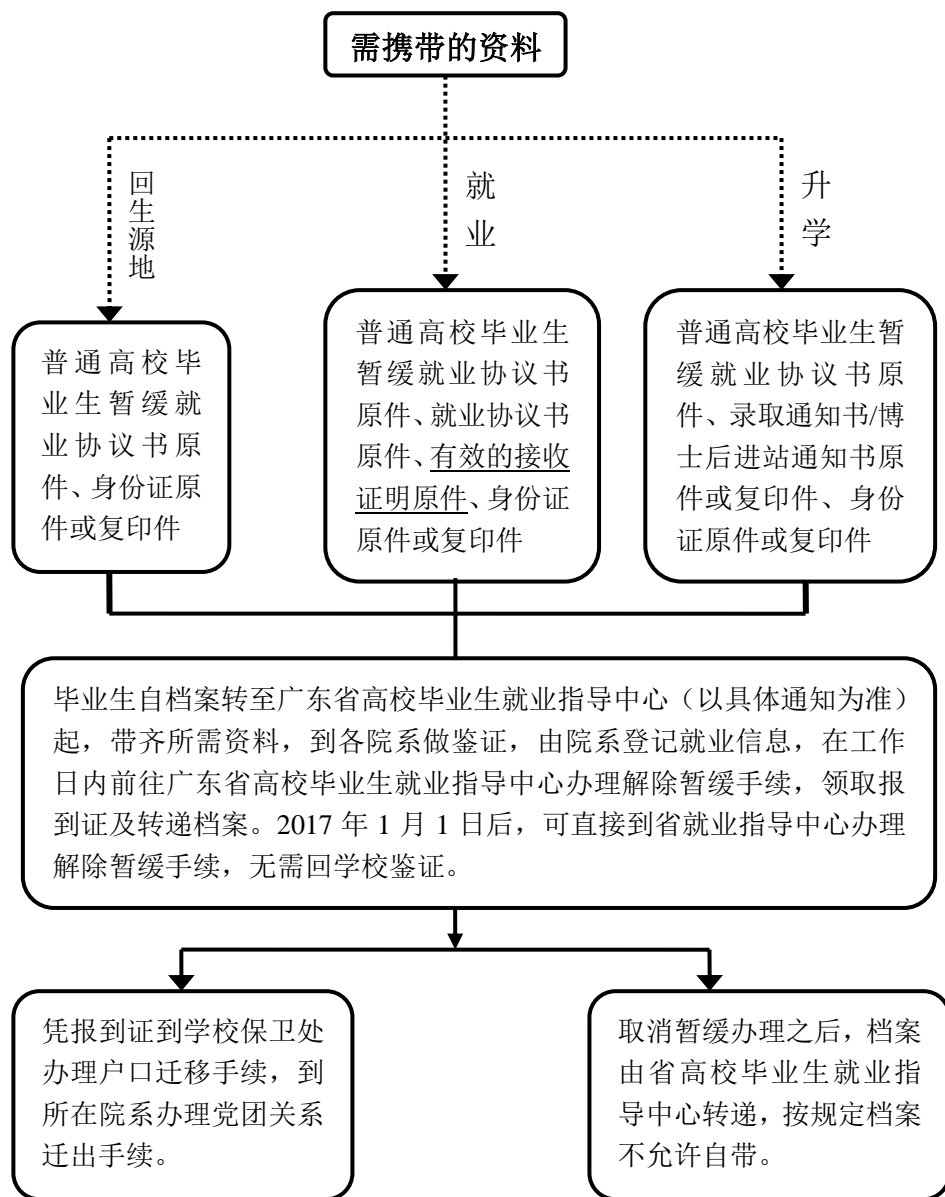 需携带的资料
回生源地
就业
升学
普通高校毕
业生暂缓就
业协议书原
件、身份证原
件或复印件
普通高校毕业生
暂缓就业协议书
原件、就业协议书
原件、有效的接收
证明原件、身份证
原件或复印件
普通高校毕业生暂
缓就业协议书原
件、录取通知书/博
士后进站通知书原
件或复印件、身份
证原件或复印件
毕业生自档案转至广东省高校毕业生就业指导中心（以具体通知为准）
起，带齐所需资料，到各院系做鉴证，由院系登记就业信息，在工作
日内前往广东省高校毕业生就业指导中心办理解除暂缓手续，领取报
到证及转递档案。2017 年 1 月 1 日后，可直接到省就业指导中心办理
解除暂缓手续，无需回学校鉴证。
凭报到证到学校保卫处
办理户口迁移手续，到
所在院系办理党团关系
迁出手续。
取消暂缓办理之后，档案
由省高校毕业生就业指
导中心转递，按规定档案
不允许自带。